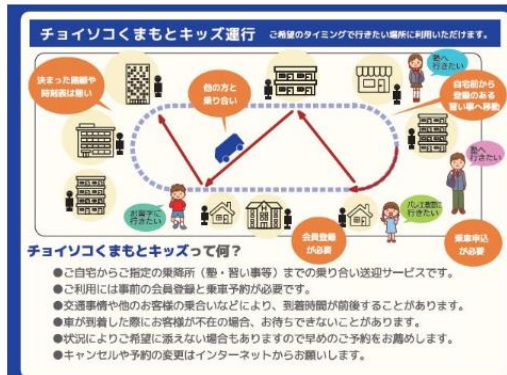 チョイソコくまもとキッズ運行 ご希望のタイミングで行きたい場所に利用いただけます。
決まった路線や
時刻表は無い
他の方と
乗り合い
塾へ
行きたい
自宅前から
登録のある
習い事へ移動
塾へ
行きたい
お習字に
行きたい
バレエ教室に
行きたい
会員登録
が必要
乗車申込
が必要
チョイソコくまもとキッズって何?
●ご自宅からご指定の乗降所(塾・習い事等)までの乗り合い送迎サービスです。
●ご利用には事前の会員登録と乗車予約が必要です。
●交通事情や他のお客様の乗合いなどにより、到着時間が前後することがあります。
●車が到着した際にお客様が不在の場合、お待ちできないことがあります。
●状況によりご希望に添えない場合もありますので早めのご予約をお薦めします。
●キャンセルや予約の変更はインターネットからお願いします。